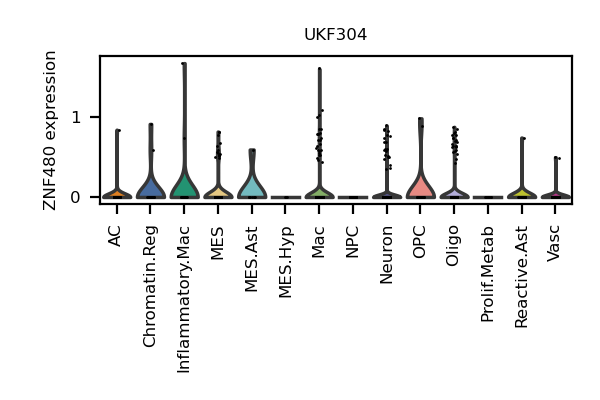 UKF304
ZNF480 expression
1
0
AC
Chromatin.Reg
Inflammatory.Mac
MES
MES.Ast
MES.Hyp
Mac
NPC
Neuron
OPC
Oligo
Prolif.Metab
Reactive.Ast
Vasc